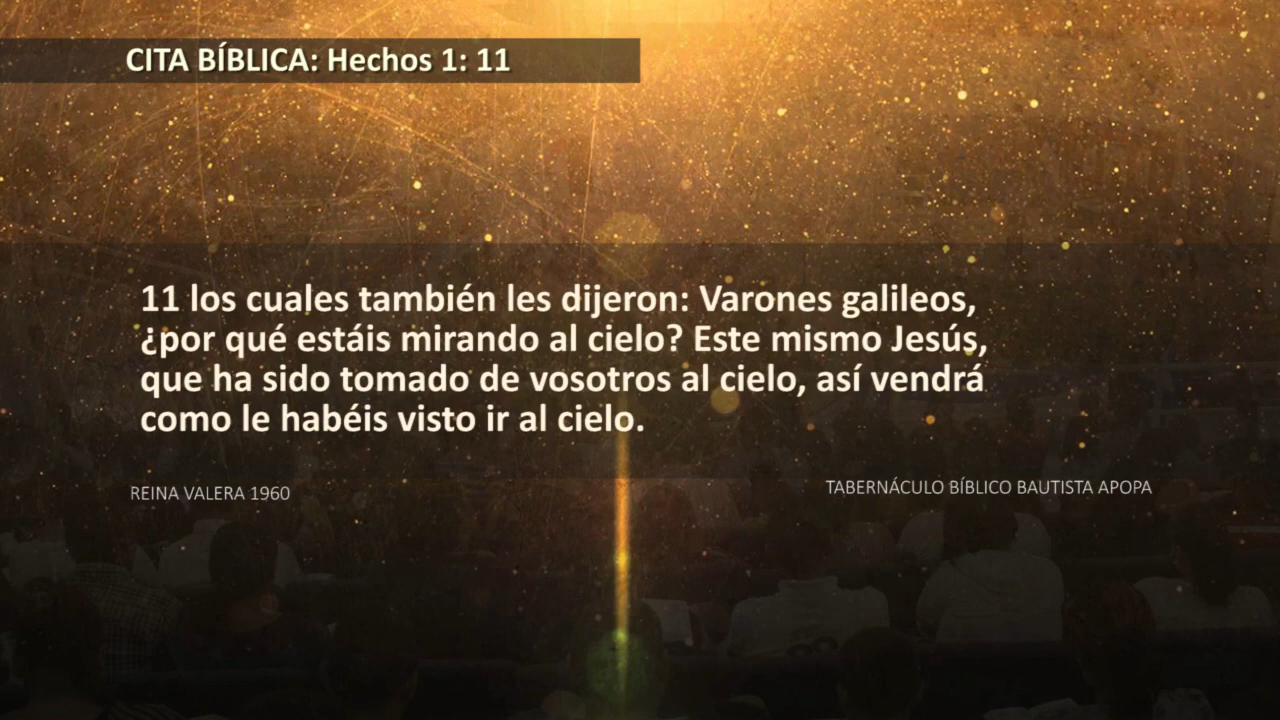 CITA BÍBLICA: Hechos 1: 11
11 los cuales también les dijeron: Varones galileos,
¿por qué estáis mirando al cielo? Este mismo Jesús,
que ha sido tomado de vosotros al cielo, así vendrá
como le habéis visto ir al cielo.
REINA VALERA 1960
TABERNÁCULO BÍBLICO BAUTISTA APOPA